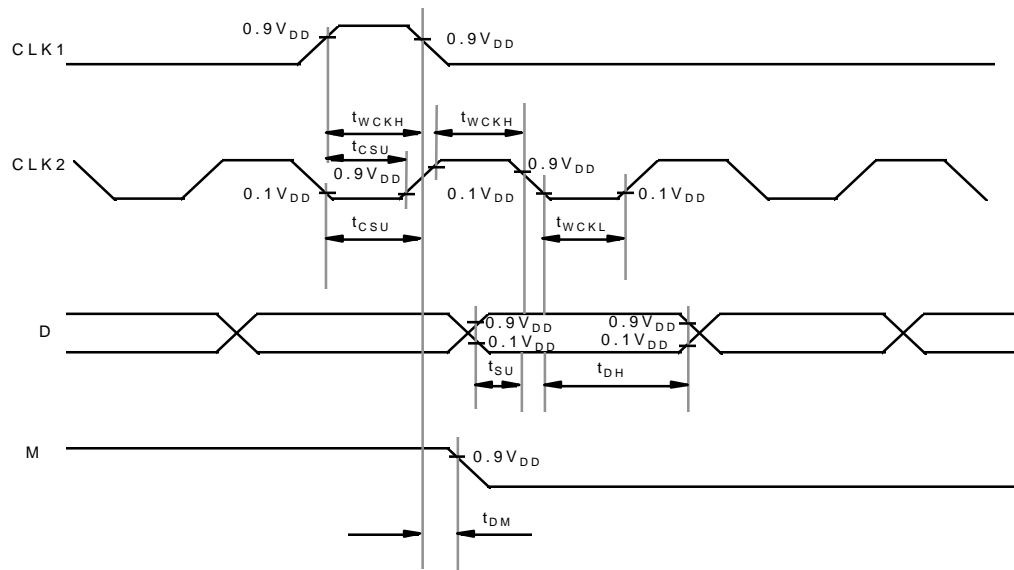 0.9VDD
CLK1
0.9VDD
tWCKH
tWCKH
tCSU
CLK2
0.9VDD
0.9VDD
0.1VDD
0.1VDD
0.1VDD
tCSU
tWCKL
D
0.9VDD
0.9VDD
0.1VDD
0.1VDD
tSU
tDH
M
0.9VDD
tDM